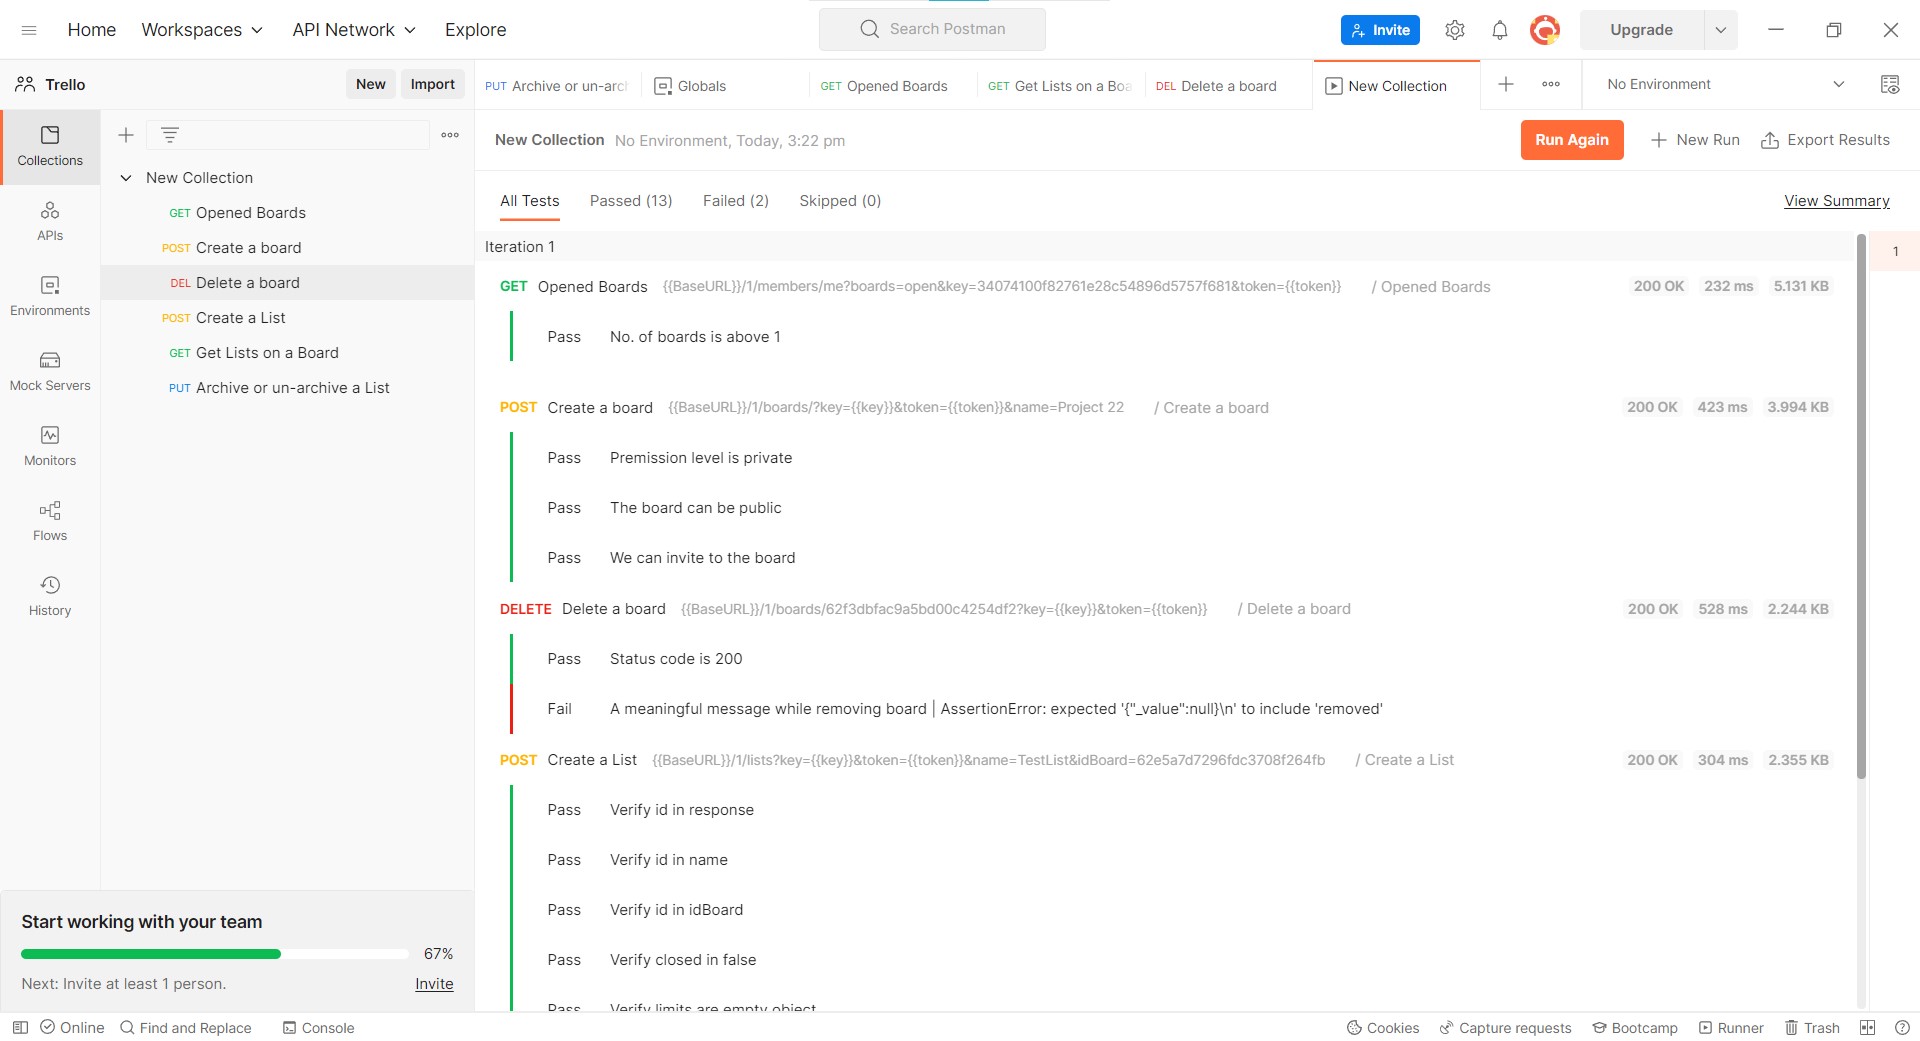 Home Workspaces API Network Explore Search Postman Invite Upgrade
Trello New Import PUT Archive or un-arc Globals GET Opened Boards GET Get Lists on a Boa DEL Delete a board New Collection No Environment
Collections
APIs
Environments
Mock Servers
Monitors
Flows
History
New Collection
GET Opened Boards
POST Create a board
DEL Delete a board
POST Create a List
GET Get Lists on a Board
PUT Archive or un-archive a List
Start working with your team
67%
Next: Invite at least 1 person. Invite
New Collection No Environment, Today, 3:22 pm Run Again New Run Export Results
All Tests Passed (13) Failed (2) Skipped (0) View Summary
Iteration 1 1
GET Opened Boards {{BaseURL}}/1/members/me?boards=open&key=34074100f82761e28c54896d5757f681&token={{token}} / Opened Boards 200 OK 232 ms 5.131 KB
Pass No. of boards is above 1
POST Create a board {{BaseURL}}/1/boards/?key={{key}}&token={{token}}&name=Project 22 / Create a board 200 OK 423 ms 3.994 KB
Pass Premission level is private
Pass The board can be public
Pass We can invite to the board
DELETE Delete a board {{BaseURL}}/1/boards/62f3dbfac9a5bd00c4254df2?key={{key}}&token={{token}} / Delete a board 200 OK 528 ms 2.244 KB
Pass Status code is 200
Fail A meaningful message while removing board | AssertionError: expected '{"_value":null}\n' to include 'removed'
POST Create a List {{BaseURL}}/1/lists?key={{key}}&token={{token}}&name=TestList&idBoard=62e5a7d7296fdc3708f264fb / Create a List 200 OK 304 ms 2.355 KB
Pass Verify id in response
Pass Verify id in name
Pass Verify id in idBoard
Pass Verify closed in false
Pass Verify limits are empty object
Online Find and Replace Console Cookies Capture requests Bootcamp Runner Trash